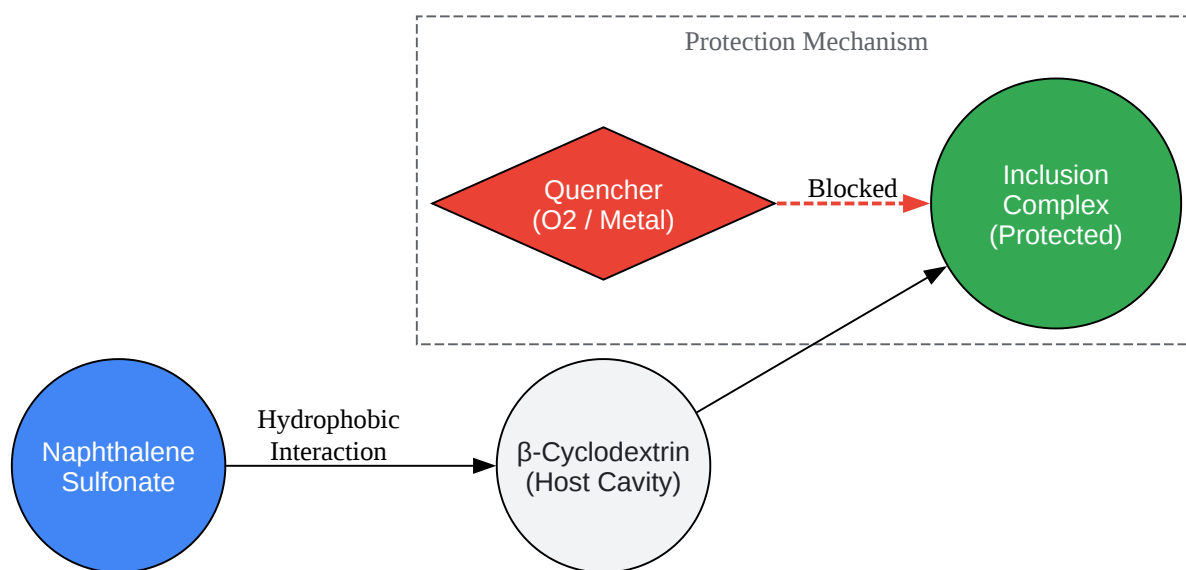 Protection Mechanism
Quencher
(O2 / Metal)
Blocked
Inclusion
Complex
(Protected)
Hydrophobic
Interaction
Naphthalene
Sulfonate
β-Cyclodextrin
(Host Cavity)